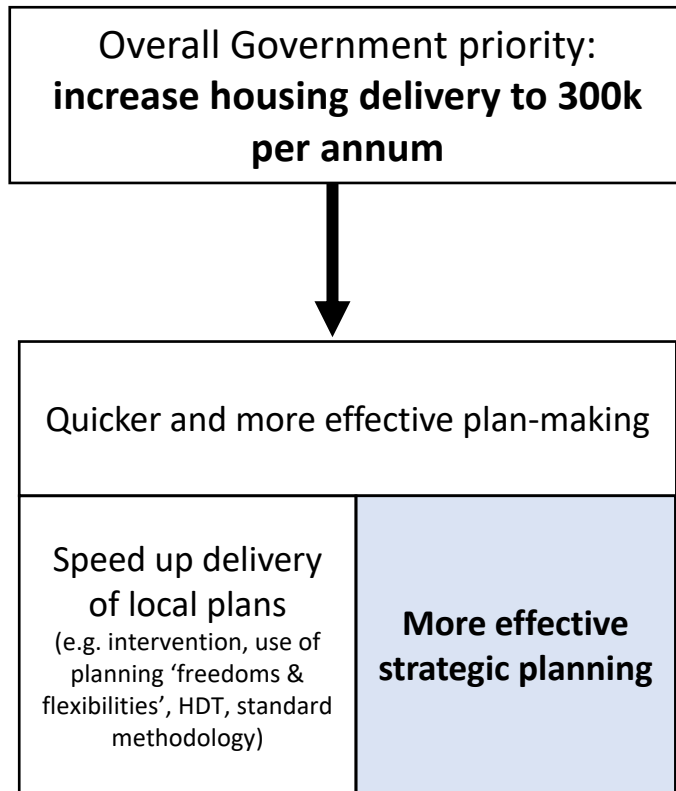 Overall Government priority:
increase housing delivery to 300k
per annum
Quicker and more effective plan-making
Speed up delivery
of local plans
(e.g. intervention, use of
planning ‘freedoms &
flexibilities’, HDT, standard
methodology)
More effective
strategic planning